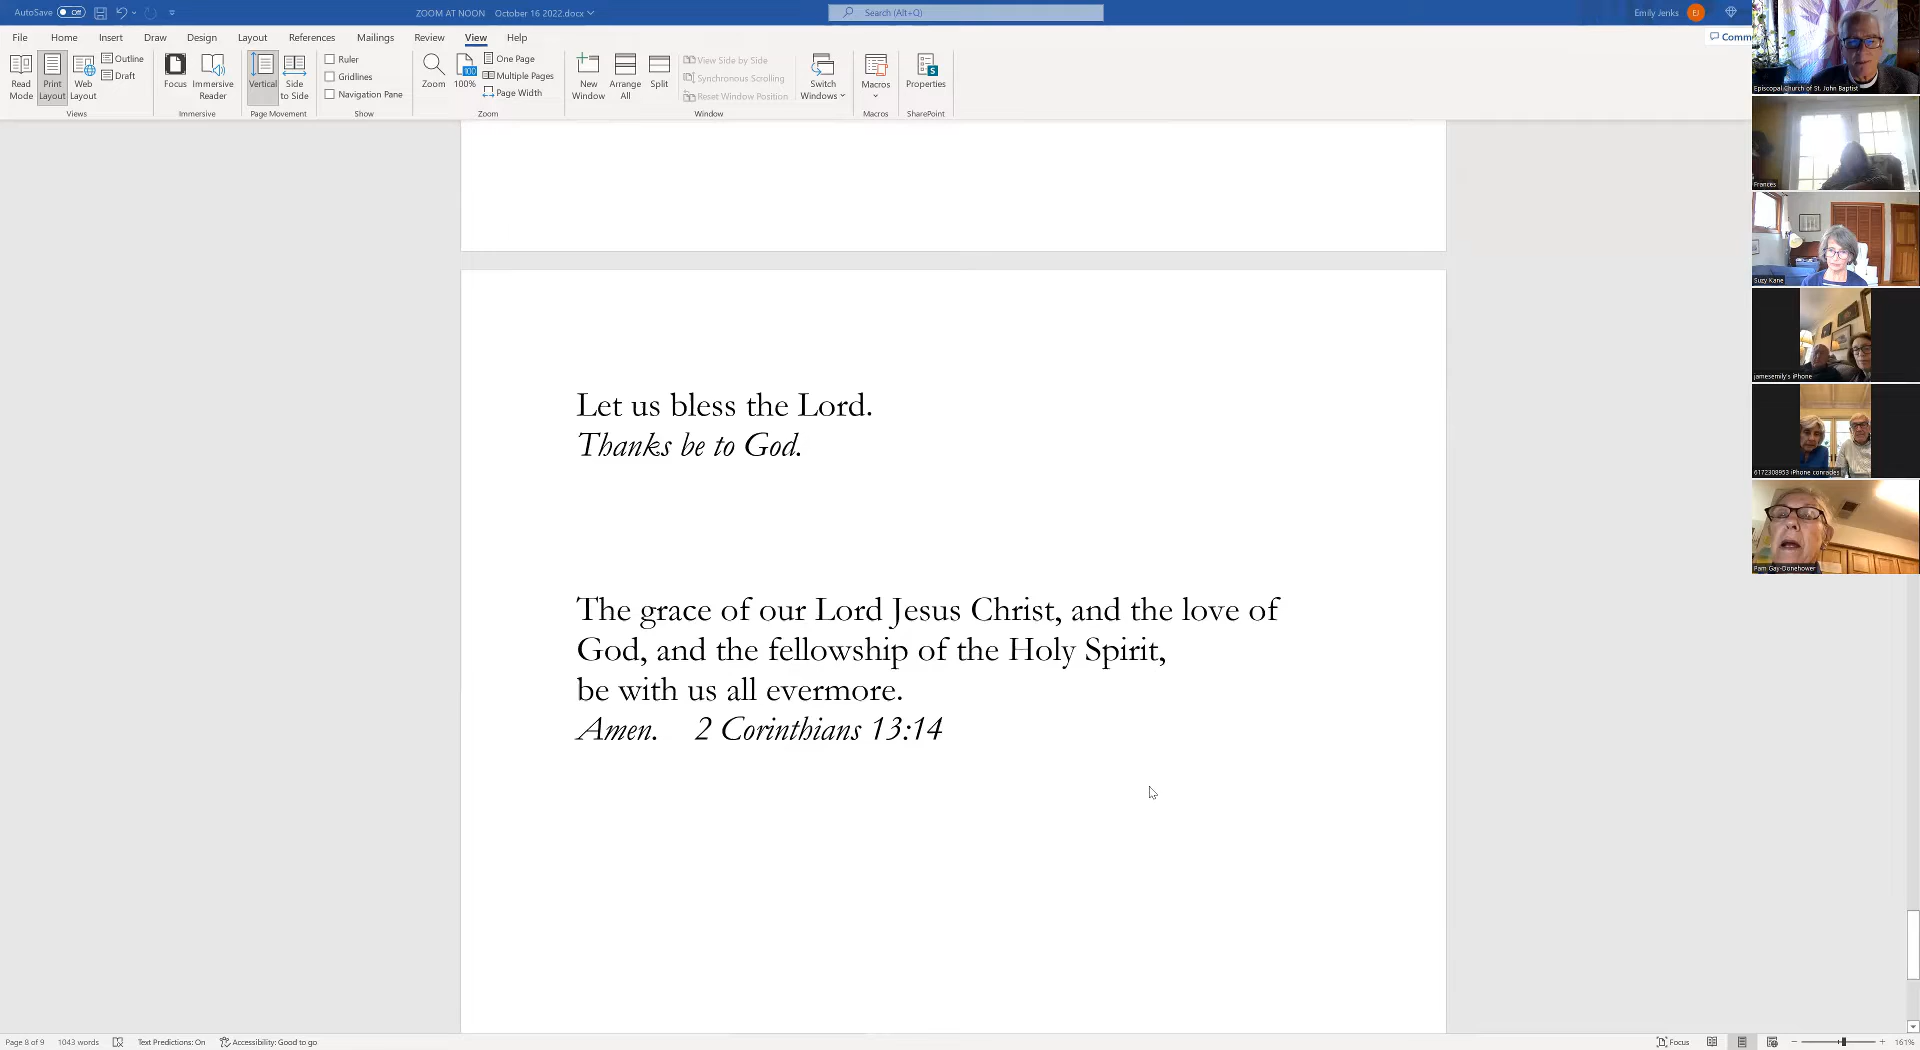 AutoSave Off
ZOOM AT NOON October 16 2022.docx
Search (Alt+Q)
Emily Jenks EJ
File Home Insert Draw Design Layout References Mailings Review View Help
Comm
Read Mode
Print Layout
Web Layout
Outline
Draft
Views
Focus
Immersive Reader
Immersive
Vertical
Side to Side
Page Movement
Ruler
Gridlines
Navigation Pane
Show
Zoom
100
100%
One Page
Multiple Pages
Page Width
Zoom
New Window
Arrange All
Split
View Side by Side
Synchronous Scrolling
Reset Window Position
Switch Windows
Window
Macros
Macros
Properties
SharePoint
Episcopal Church of St. John Baptist
Frances
Suzy Kane
jamesemily's iPhone
6172308953 iPhone conrades
Pam Gay-Donehower
Let us bless the Lord.
Thanks be to God.
The grace of our Lord Jesus Christ, and the love of
God, and the fellowship of the Holy Spirit,
be with us all evermore.
Amen. 2 Corinthians 13:14
Page 8 of 9 1043 words Text Predictions: On Accessibility: Good to go Focus 161%